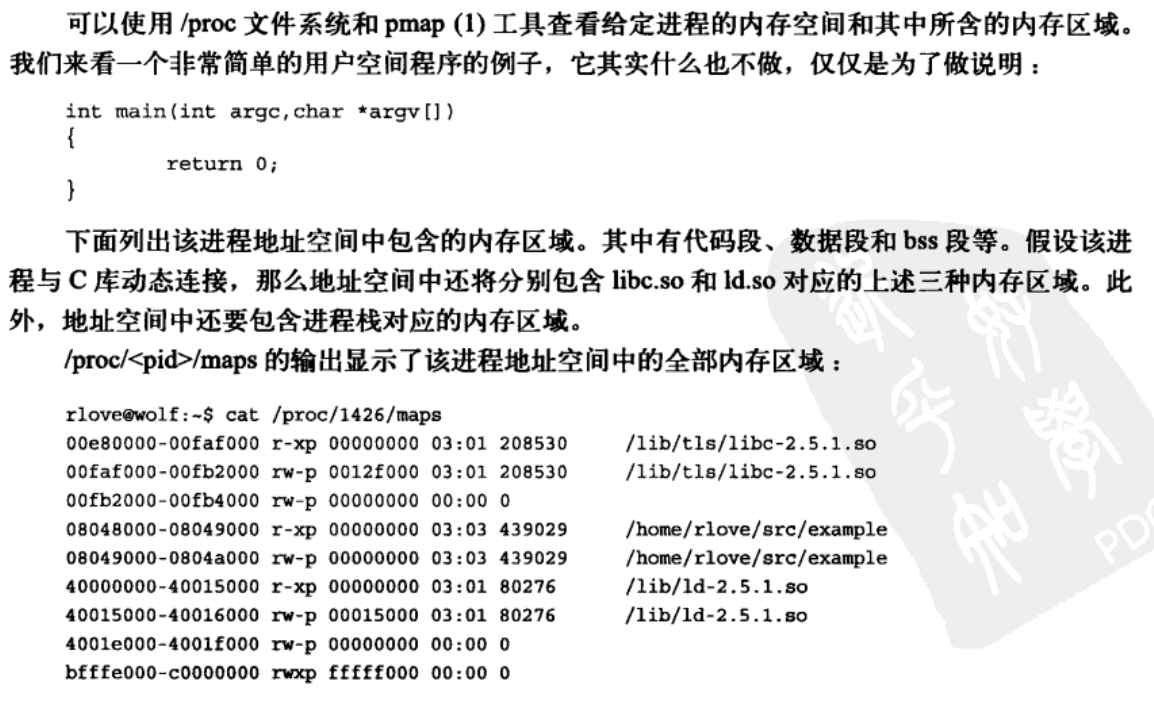 可以使用 /proc 文件系统和 pmap (1) 工具查看给定进程的内存空间和其中所含的内存区域。
我们来看一个非常简单的用户空间程序的例子，它其实什么也不做，仅仅是为了做说明：
int main(int argc,char *argv[])
{
return 0;
}
下面列出该进程地址空间中包含的内存区域。其中有代码段、数据段和 bss 段等。假设该进
程与 C 库动态连接，那么地址空间中还将分别包含 libc.so 和 ld.so 对应的上述三种内存区域。此
外，地址空间中还要包含进程栈对应的内存区域。
/proc/<pid>/maps 的输出显示了该进程地址空间中的全部内存区域：
rlove@wolf:~$ cat /proc/1426/maps
00e80000-00faf000 r-xp 00000000 03:01 208530 /lib/tls/libc-2.5.1.so
00faf000-00fb2000 rw-p 0012f000 03:01 208530 /lib/tls/libc-2.5.1.so
00fb2000-00fb4000 rw-p 00000000 00:00 0
08048000-08049000 r-xp 00000000 03:03 439029 /home/rlove/src/example
08049000-0804a000 rw-p 00000000 03:03 439029 /home/rlove/src/example
40000000-40015000 r-xp 00000000 03:01 80276 /lib/ld-2.5.1.so
40015000-40016000 rw-p 00015000 03:01 80276 /lib/ld-2.5.1.so
4001e000-4001f000 rw-p 00000000 00:00 0
bfffe000-c0000000 rwxp fffff000 00:00 0
PDG